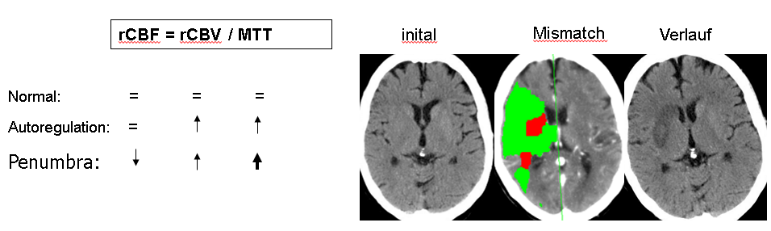 rCBF = rCBV / MTT
inital Mismatch Verlauf
Normal: = = =
Autoregulation: = ↑ ↑
Penumbra: ↓ ↑ ↑